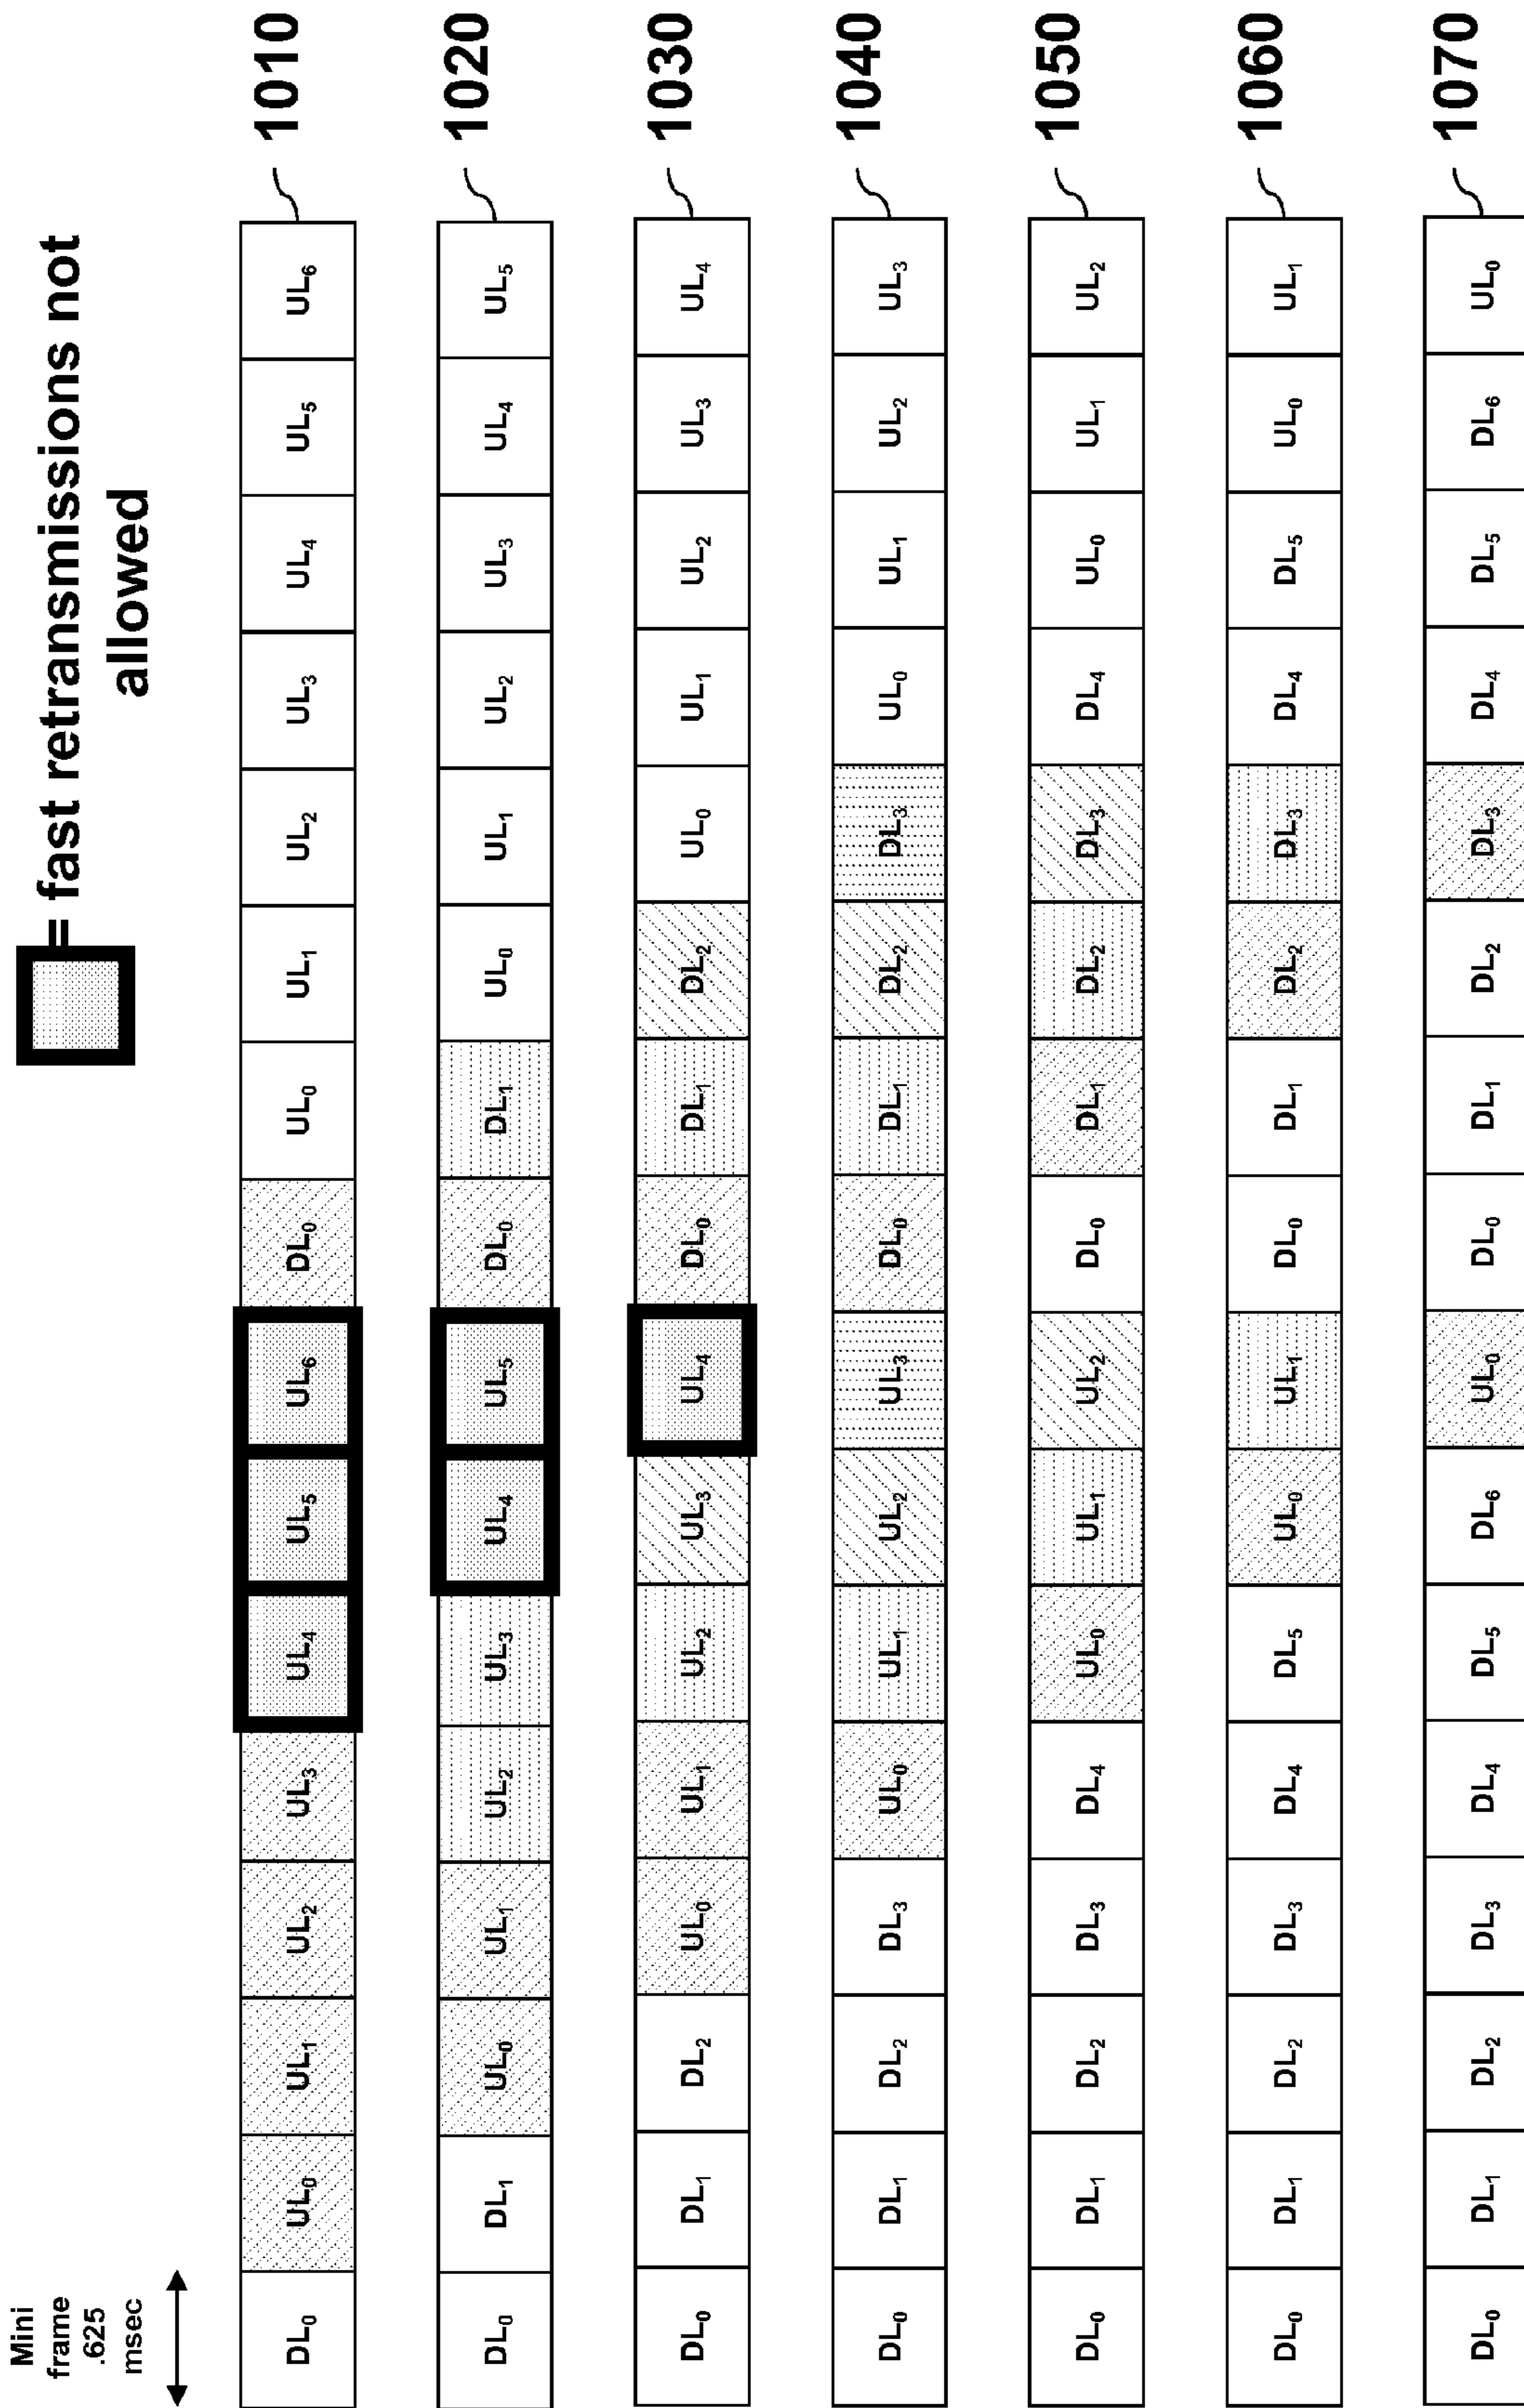 Mini
frame
.625
msec
= fast retransmissions not
allowed
DL0 UL0 UL1 UL2 UL3 UL4 UL5 UL6 DL0 UL0 UL1 UL2 UL3 UL4 UL5 UL6 1010
DL0 DL1 UL0 UL1 UL2 UL3 UL4 UL5 DL0 DL1 UL0 UL1 UL2 UL3 UL4 UL5 1020
DL0 DL1 DL2 UL0 UL1 UL2 UL3 UL4 DL0 DL1 DL2 UL0 UL1 UL2 UL3 UL4 1030
DL0 DL1 DL2 DL3 UL0 UL1 UL2 UL3 DL0 DL1 DL2 DL3 UL0 UL1 UL2 UL3 1040
DL0 DL1 DL2 DL3 DL4 UL0 UL1 UL2 DL0 DL1 DL2 DL3 DL4 UL0 UL1 UL2 1050
DL0 DL1 DL2 DL3 DL4 DL5 UL0 UL1 DL0 DL1 DL2 DL3 DL4 DL5 UL0 UL1 1060
DL0 DL1 DL2 DL3 DL4 DL5 DL6 UL0 DL0 DL1 DL2 DL3 DL4 DL5 DL6 UL0 1070